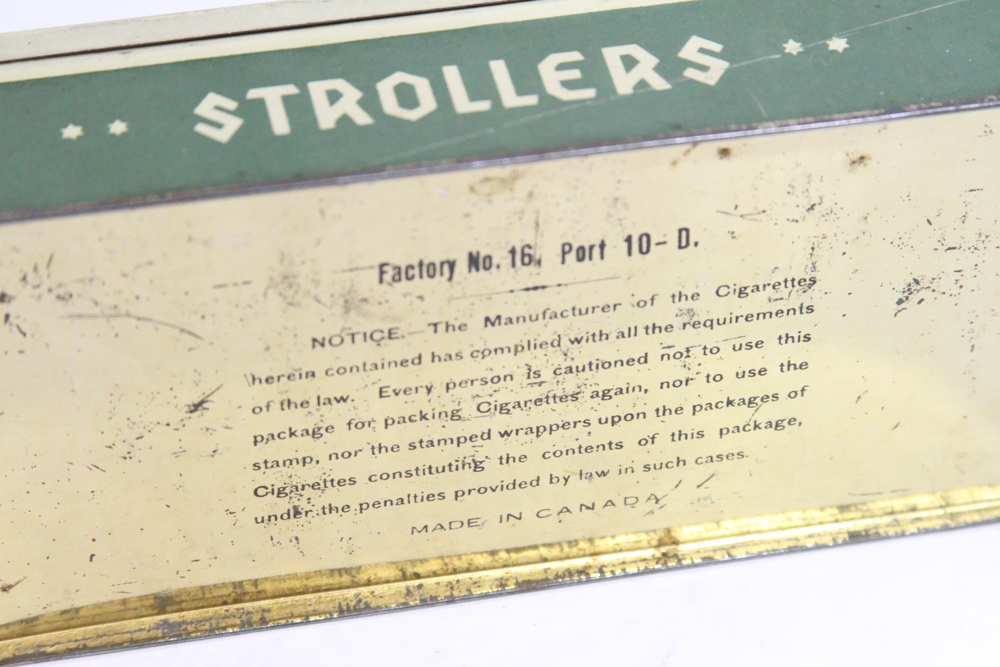 STROLLERS
Factory No. 16, Port 10-D.
NOTICE.—The Manufacturer of the Cigarettes
herein contained has complied with all the requirements
of the law. Every person is cautioned not to use this
package for packing Cigarettes again, nor to use the
stamp, nor the stamped wrappers upon the packages of
Cigarettes constituting the contents of this package,
under the penalties provided by law in such cases.
MADE IN CANADA